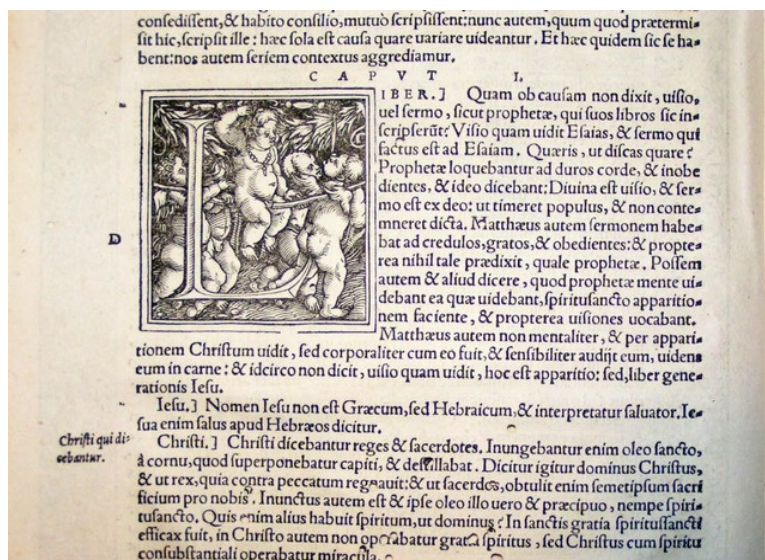 confediſſent, & habito conſilio, mutuo ſcripſiſſent: nunc autem, quum quod prætermi⸗
ſit hic, ſcripſit ille: hæc ſola eſt cauſa quare uariare uideantur. Et hæc quidem ſic ſe ha⸗
bent: nos autem ſeriem contextus aggrediamur.
CAPVT I.
LIBER.] Quam ob cauſam non dixit, uiſio,
uel ſermo, ſicut prophetæ, qui ſuos libros ſic in⸗
ſcripſerūt: Viſio quam uidit Eſaias, & ſermo qui
factus eſt ad Eſaiam. Quæris, ut diſcas quare?
Prophetæ loquebantur ad duros corde, & inobe
dientes, & ideo dicebant: Diuina eſt uiſio, & ſer⸗
mo eſt ex deo: ut timeret populus, & non conte⸗
mneret dicta. Matthæus autem ſermonem habe⸗
D
bat ad credulos, gratos, & obedientes: & propte⸗
rea nihil tale prædixit, quale prophetæ. Poſſem
autem & aliud dicere, quod prophetæ mente ui⸗
debant ea quæ uidebant, ſpirituſancto apparitio⸗
nem faciente, & propterea uiſiones uocabant.
Matthæus autem non mentaliter, & per appari⸗
tionem Chriſtum uidit, ſed corporaliter cum eo fuit, & ſenſibiliter audijt eum, uidens
eum in carne: & idcirco non dicit, uiſio quam uidit, hoc eſt apparitio: ſed, liber gene⸗
rationis Ieſu.
Ieſu.] Nomen Ieſu non eſt Græcum, ſed Hebraicum, & interpretatur ſaluator. Ie⸗
ſua enim ſalus apud Hebræos dicitur.
Chriſti qui di⸗
cebantur.
Chriſti.] Chriſti dicebantur reges & ſacerdotes. Inungebantur enim oleo ſancto,
à cornu, quod ſuperponebatur capiti, & deſtillabat. Dicitur igitur dominus Chriſtus,
& ut rex, quia contra peccatum regnauit: & ut ſacerdos, obtulit enim ſemetipſum ſacri
ficium pro nobis. Inunctus autem eſt & ipſe oleo illo uero & præcipuo, nempe ſpiri⸗
tuſancto. Quis enim alius habuit ſpiritum, ut dominus? In ſanctis gratia ſpirituſſancti
efficax fuit, in Chriſto autem non operabatur gratia ſpiritus, ſed Chriſtus cum ſpiritu
conſubſtantiali operabatur miracula.